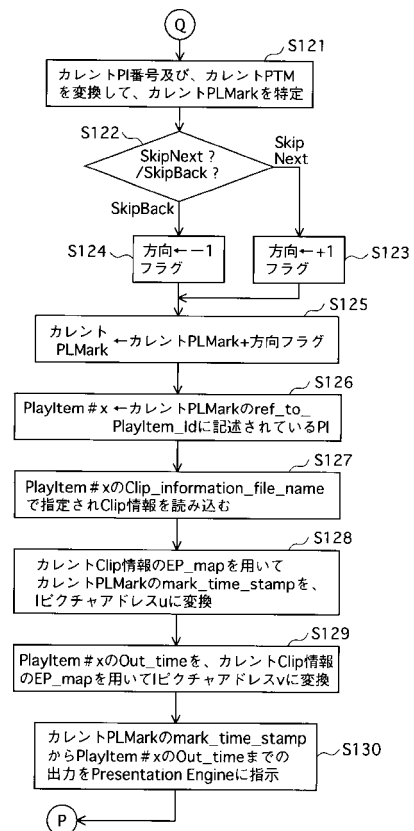 Q
S121
カレントPI番号及び、カレントPTM
を変換して、カレントPLMarkを特定
S122
SkipNext ?
/SkipBack ?
Skip
Next
SkipBack
S124
方向←−1
フラグ
方向←+1
フラグ
S123
S125
カレント
PLMark
←カレントPLMark+方向フラグ
S126
PlayItem#x ←カレントPLMarkのref_to_
PlayItem_Idに記述されているPI
S127
PlayItem#xのClip_information_file_name
で指定されClip情報を読み込む
S128
カレントClip情報のEP_mapを用いて
カレントPLMarkのmark_time_stampを、
Iピクチャアドレスuに変換
S129
PlayItem#xのOut_timeを、カレントClip情報
のEP_mapを用いてIピクチャアドレスvに変換
S130
カレントPLMarkのmark_time_stamp
からPlayItem#xのOut_timeまでの
出力をPresentation Engineに指示
P